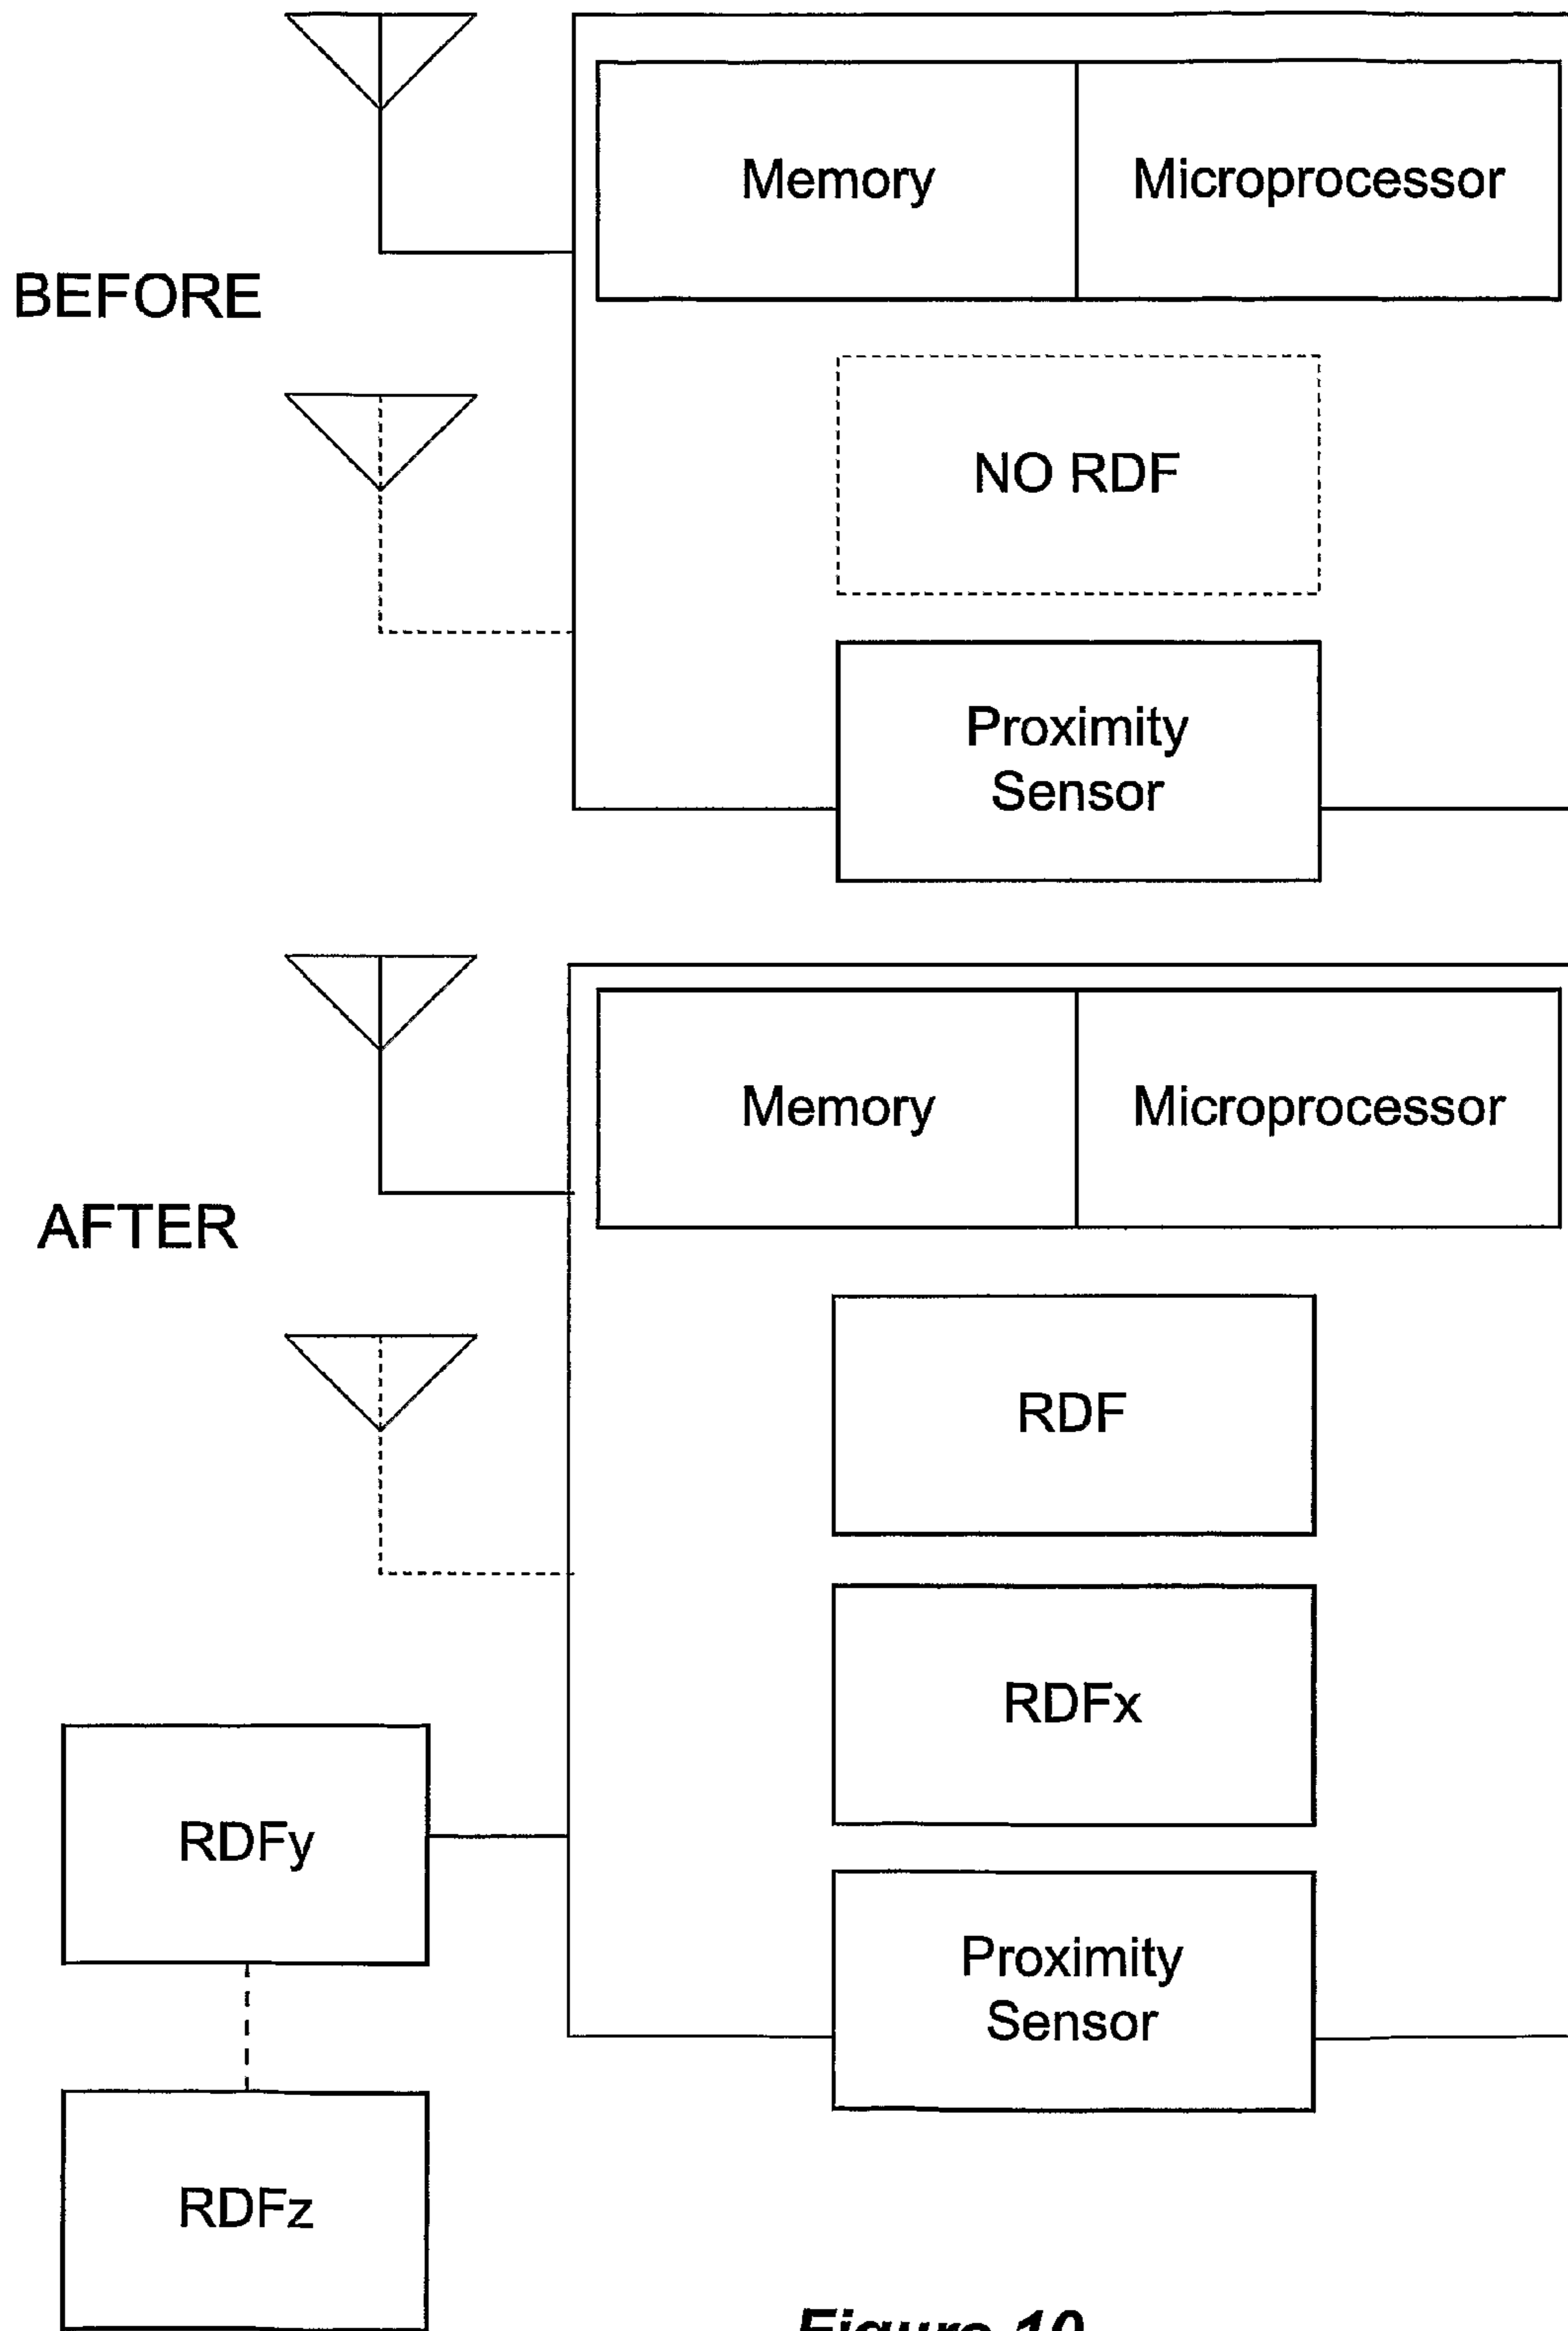 Memory
Microprocessor
BEFORE
NO RDF
Proximity
Sensor
Memory
Microprocessor
AFTER
RDF
RDFx
RDFy
Proximity
Sensor
RDFz
Figure 10